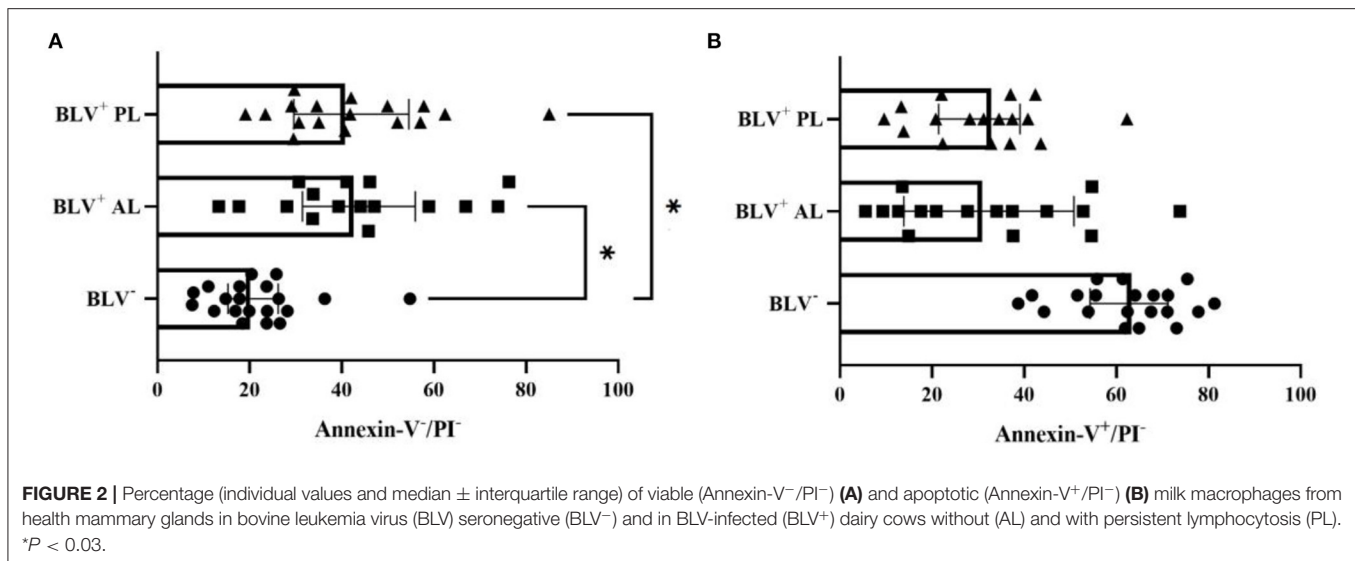 A
B
BLV⁺ PL
BLV⁺ AL
BLV⁻
*
*
0 20 40 60 80 100
Annexin-V⁻/PI⁻
BLV⁺ PL
BLV⁺ AL
BLV⁻
0 20 40 60 80 100
Annexin-V⁺/PI⁻
FIGURE 2 | Percentage (individual values and median ± interquartile range) of viable (Annexin-V−/PI−) (A) and apoptotic (Annexin-V+/PI−) (B) milk macrophages from
health mammary glands in bovine leukemia virus (BLV) seronegative (BLV−) and in BLV-infected (BLV+) dairy cows without (AL) and with persistent lymphocytosis (PL).
*P < 0.03.